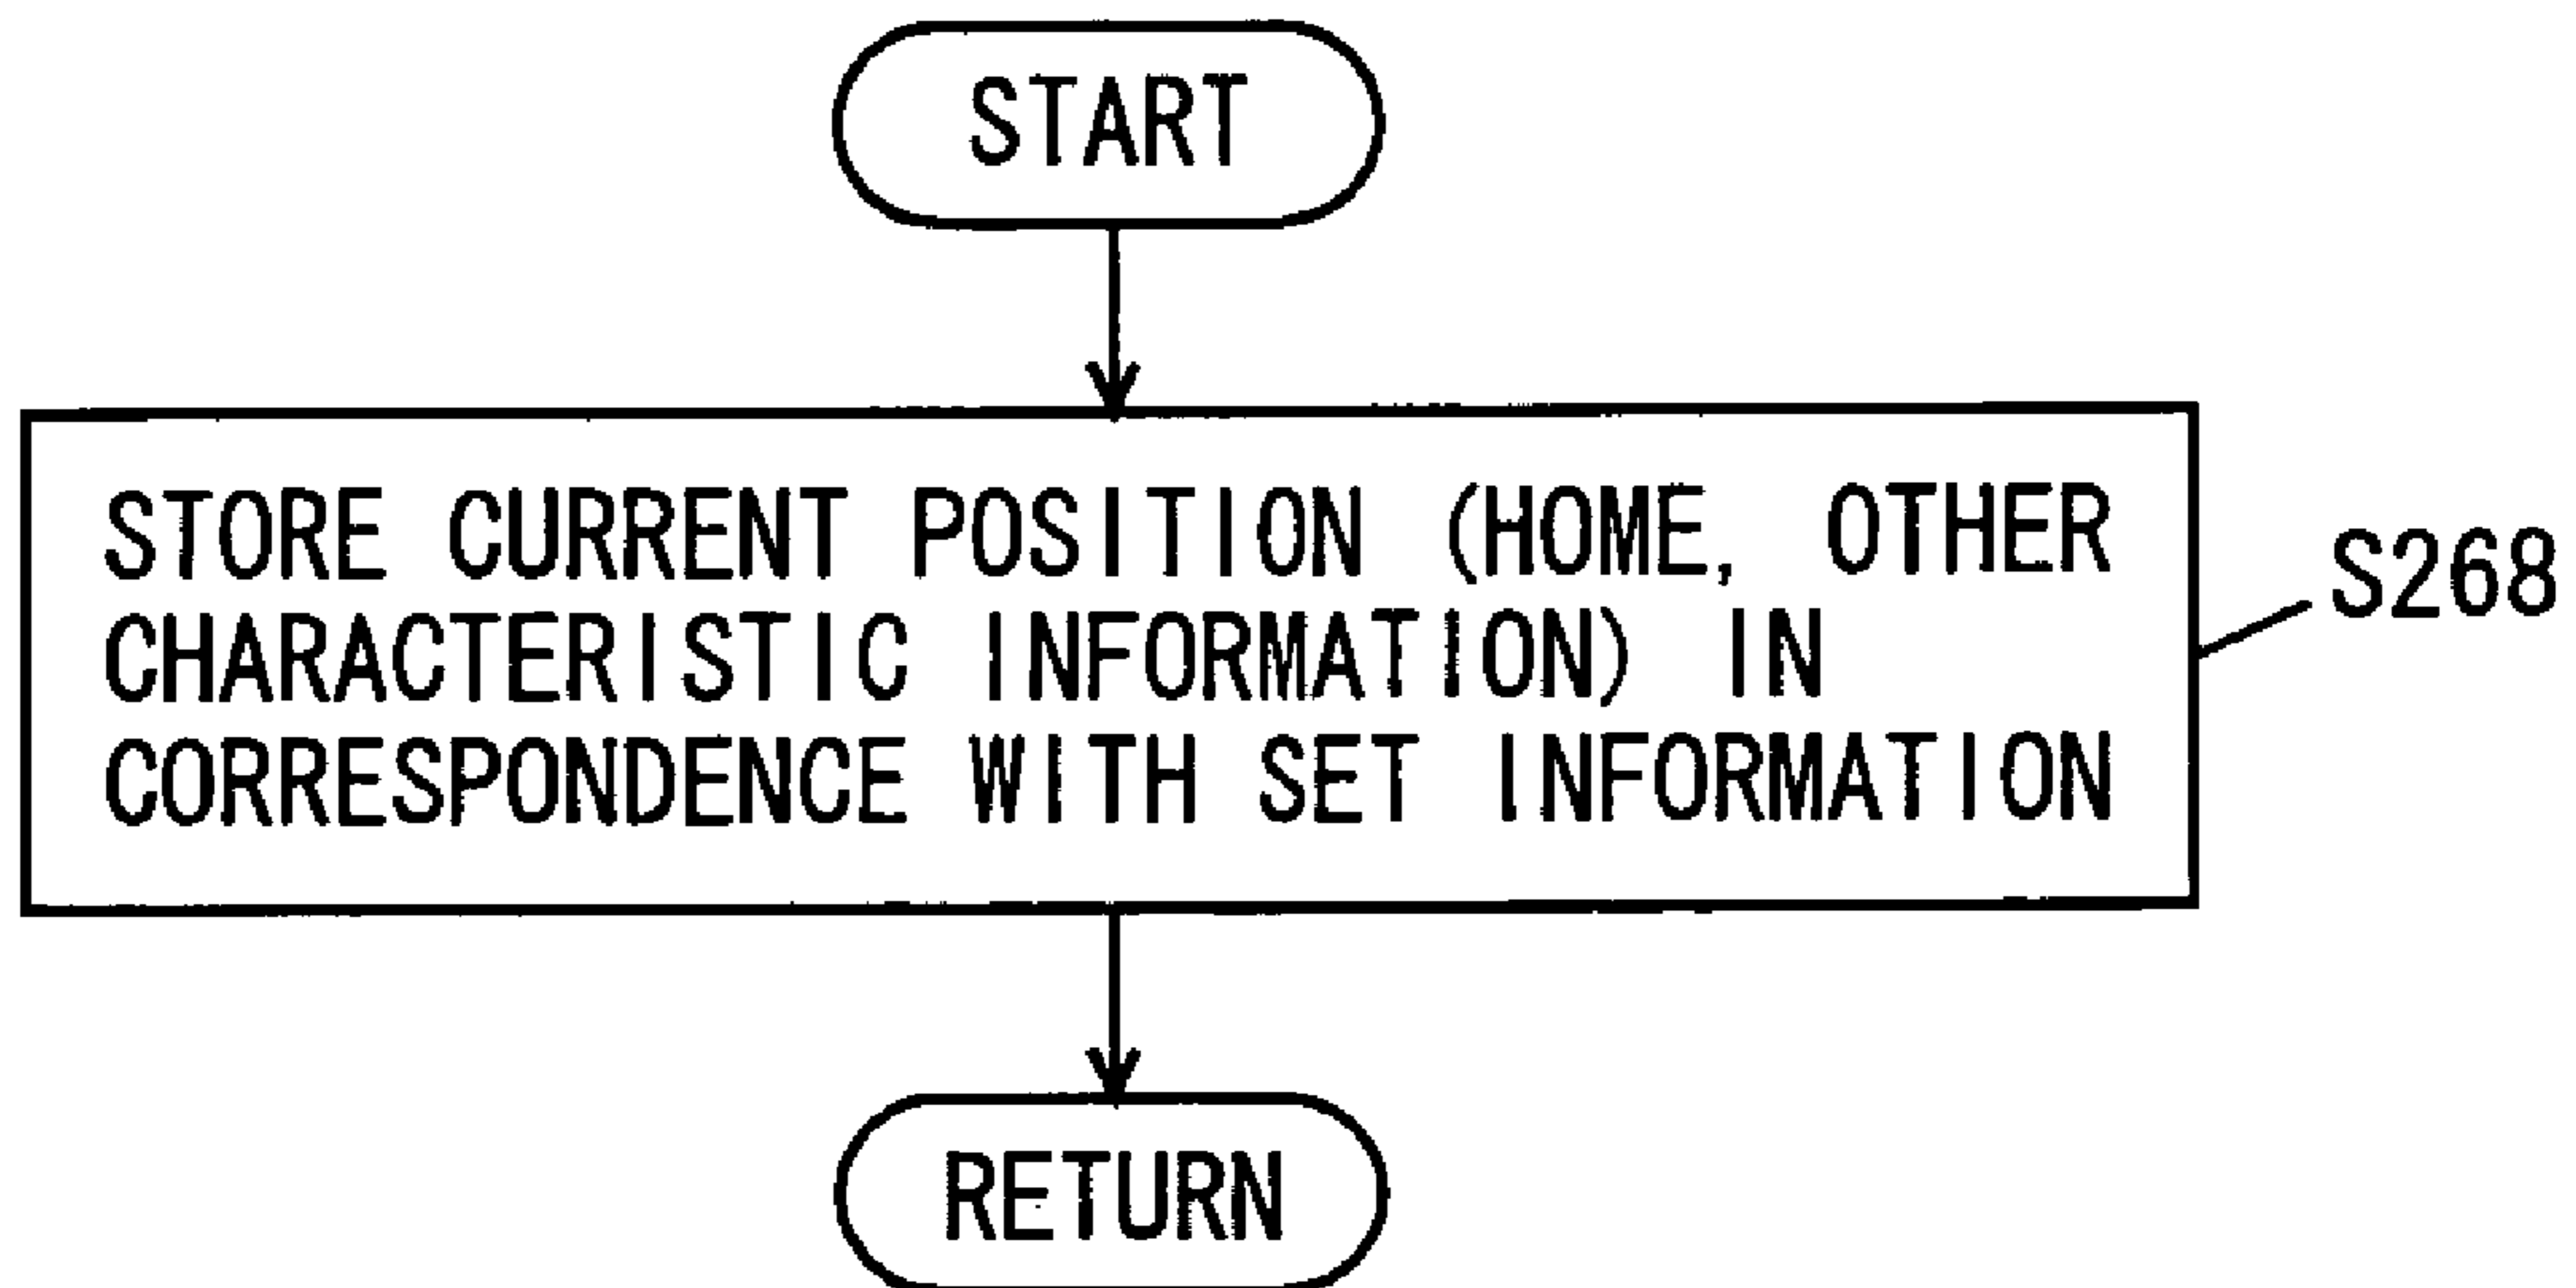 START
STORE CURRENT POSITION (HOME, OTHER
CHARACTERISTIC INFORMATION) IN
CORRESPONDENCE WITH SET INFORMATION
S268
RETURN